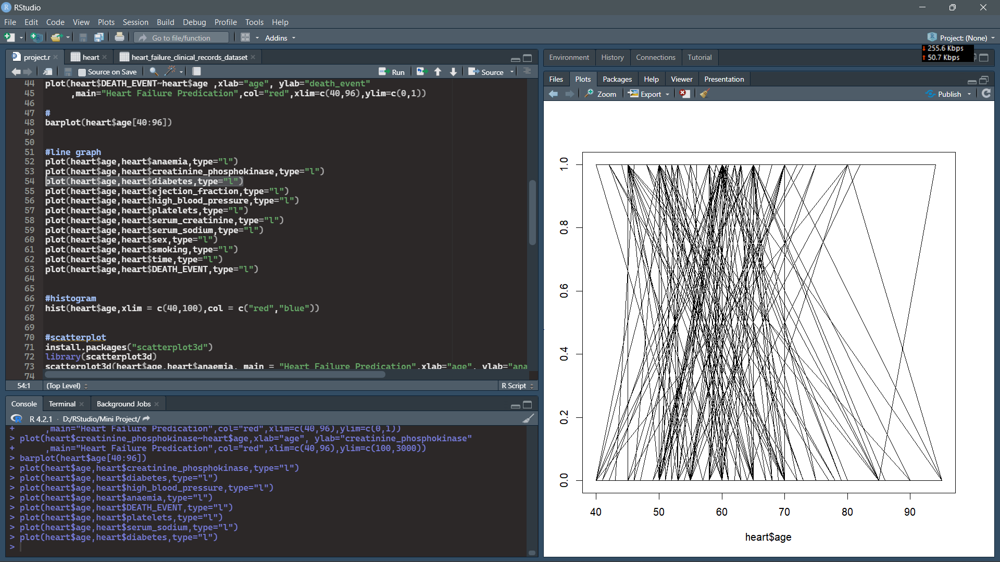 RStudio
File Edit Code View Plots Session Build Debug Profile Tools Help
Go to file/function Addins Project: (None)
255.6 Kbps
50.7 Kbps
project.r heart heart_failure_clinical_records_dataset
Source on Save Run Source
44 plot(heart$DEATH_EVENT~heart$age ,xlab="age", ylab="death_event"
45 ,main="Heart Failure Predication",col="red",xlim=c(40,96),ylim=c(0,1))
46
47 #
48 barplot(heart$age[40:96])
49
50
51 #line graph
52 plot(heart$age,heart$anaemia,type="l")
53 plot(heart$age,heart$creatinine_phosphokinase,type="l")
54 plot(heart$age,heart$diabetes,type="l")
55 plot(heart$age,heart$ejection_fraction,type="l")
56 plot(heart$age,heart$high_blood_pressure,type="l")
57 plot(heart$age,heart$platelets,type="l")
58 plot(heart$age,heart$serum_creatinine,type="l")
59 plot(heart$age,heart$serum_sodium,type="l")
60 plot(heart$age,heart$sex,type="l")
61 plot(heart$age,heart$smoking,type="l")
62 plot(heart$age,heart$time,type="l")
63 plot(heart$age,heart$DEATH_EVENT,type="l")
64
65
66 #histogram
67 hist(heart$age,xlim = c(40,100),col = c("red","blue"))
68
69
70 #scatterplot
71 install.packages("scatterplot3d")
72 library(scatterplot3d)
73 scatterplot3d(heart$age,heart$anaemia, main = "Heart Failure Predication",xlab="age", ylab="ana
74
54:1 (Top Level) R Script
Console Terminal Background Jobs
R 4.2.1 · D:/RStudio/Mini Project/
+ ,main="Heart Failure Predication",col="red",xlim=c(40,96),ylim=c(0,1))
> plot(heart$creatinine_phosphokinase~heart$age,xlab="age", ylab="creatinine_phosphokinase"
+ ,main="Heart Failure Predication",col="red",xlim=c(40,96),ylim=c(100,3000))
> barplot(heart$age[40:96])
> plot(heart$age,heart$creatinine_phosphokinase,type="l")
> plot(heart$age,heart$diabetes,type="l")
> plot(heart$age,heart$high_blood_pressure,type="l")
> plot(heart$age,heart$anaemia,type="l")
> plot(heart$age,heart$DEATH_EVENT,type="l")
> plot(heart$age,heart$platelets,type="l")
> plot(heart$age,heart$serum_sodium,type="l")
> plot(heart$age,heart$diabetes,type="l")
>
Environment History Connections Tutorial
Files Plots Packages Help Viewer Presentation
Zoom Export Publish
1.0
0.8
0.6
0.4
0.2
0.0
40 50 60 70 80 90
heart$age